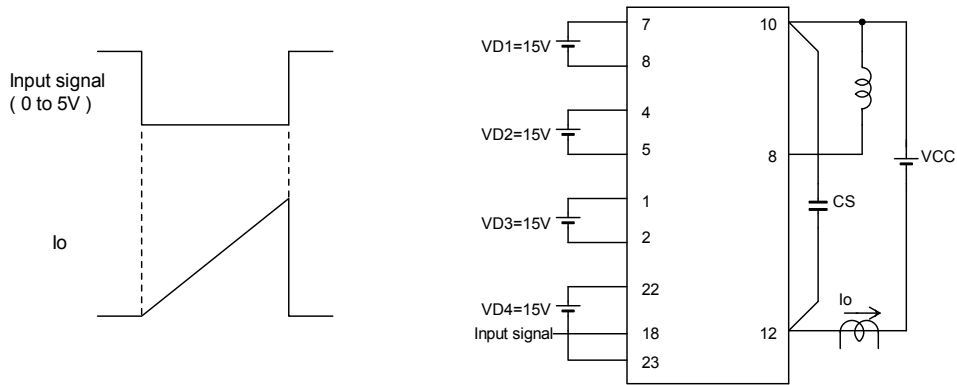 Input signal
( 0 to 5V )
Io
VD1=15V
7
8
VD2=15V
4
5
VD3=15V
1
2
VD4=15V
22
Input signal
18
23
10
8
VCC
CS
Io
12